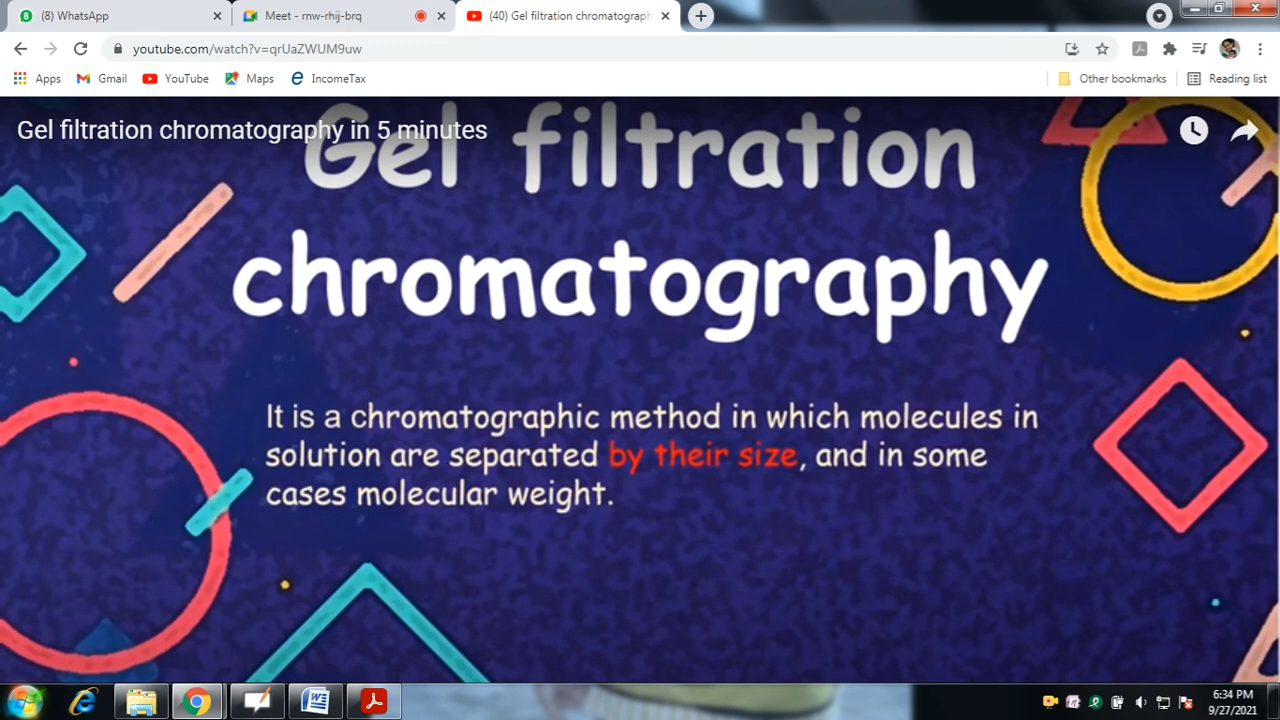 (8) WhatsApp
Meet - rnw-rhij-brq
(40) Gel filtration chromatograph
youtube.com/watch?v=qrUaZWUM9uw
Apps
Gmail
YouTube
Maps
IncomeTax
Other bookmarks
Reading list
Gel filtration chromatography in 5 minutes
Gel filtration
chromatography
It is a chromatographic method in which molecules in
solution are separated by their size, and in some
cases molecular weight.
6:34 PM
9/27/2021